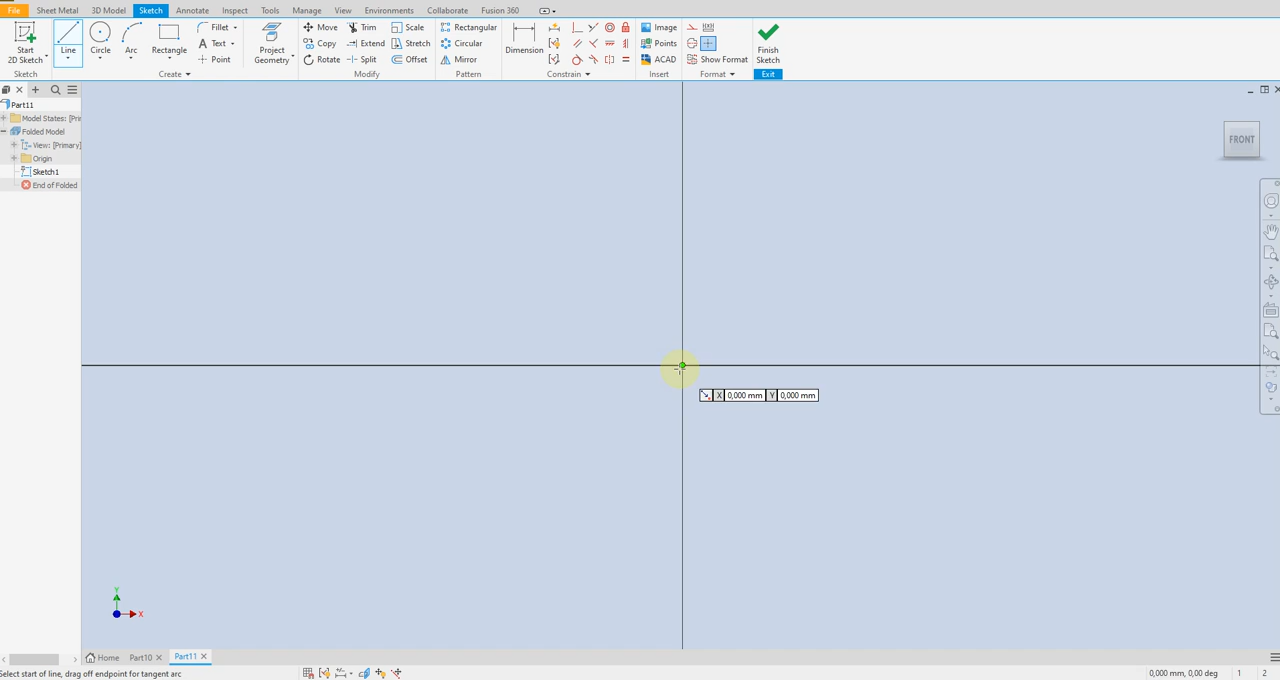 File Sheet Metal 3D Model Sketch Annotate Inspect Tools Manage View Environments Collaborate Fusion 360
Start 2D Sketch
Line
Circle
Arc
Rectangle
Fillet
Text
Point
Project Geometry
Move
Copy
Rotate
Trim
Extend
Split
Scale
Stretch
Offset
Rectangular
Circular
Mirror
Dimension
Image
Points
ACAD
Show Format
Finish Sketch
Sketch Create Modify Pattern Constrain Insert Format Exit
Part11
Model States: [Pri
Folded Model
View: [Primary]
Origin
Sketch1
End of Folded
FRONT
X 0,000 mm Y 0,000 mm
Y
X
Home Part10 Part11
Select start of line, drag off endpoint for tangent arc
0,000 mm, 0,00 deg 1 2